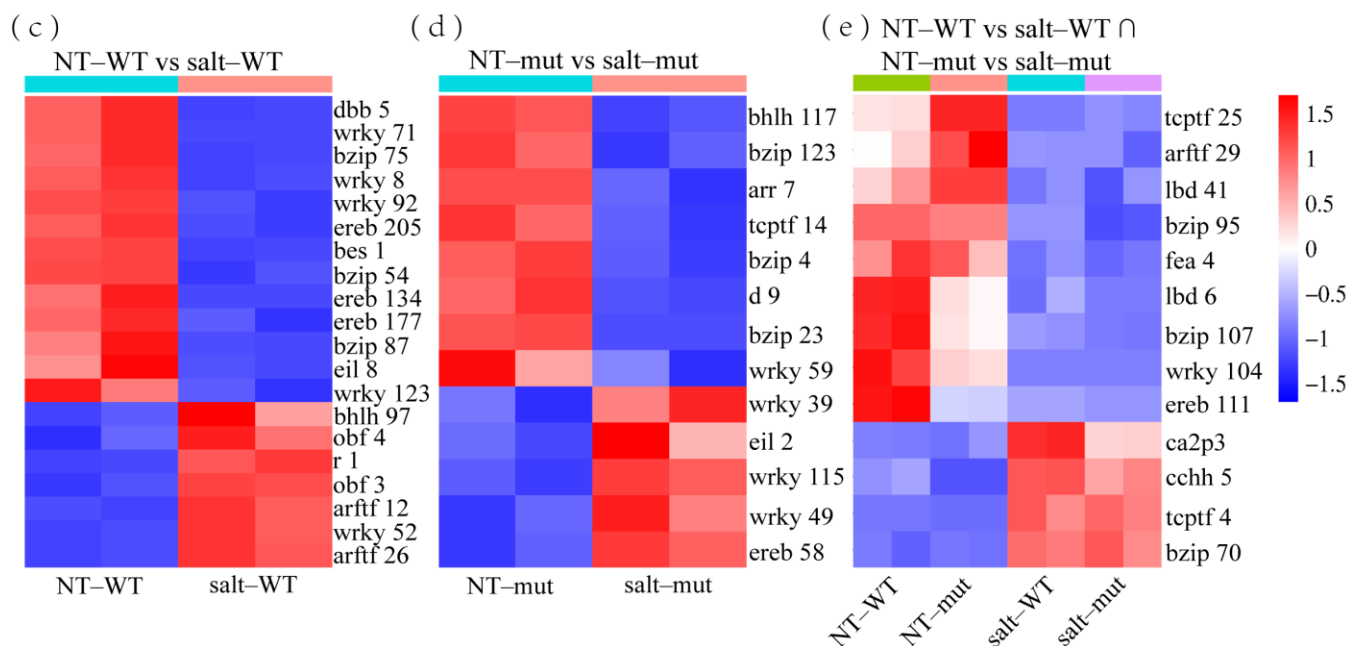 (c)
NT–WT vs salt–WT
dbb 5
wrky 71
bzip 75
wrky 8
wrky 92
ereb 205
bes 1
bzip 54
ereb 134
ereb 177
bzip 87
eil 8
wrky 123
bhlh 97
obf 4
r 1
obf 3
arftf 12
wrky 52
arftf 26
NT–WT
salt–WT
(d)
NT–mut vs salt–mut
bhlh 117
bzip 123
arr 7
tcptf 14
bzip 4
d 9
bzip 23
wrky 59
wrky 39
eil 2
wrky 115
wrky 49
ereb 58
NT–mut
salt–mut
(e)
NT–WT vs salt–WT ∩
NT–mut vs salt–mut
tcptf 25
arftf 29
lbd 41
bzip 95
fea 4
lbd 6
bzip 107
wrky 104
ereb 111
ca2p3
cchh 5
tcptf 4
bzip 70
NT–WT
NT–mut
salt–WT
salt–mut
1.5
1
0.5
0
–0.5
–1
–1.5